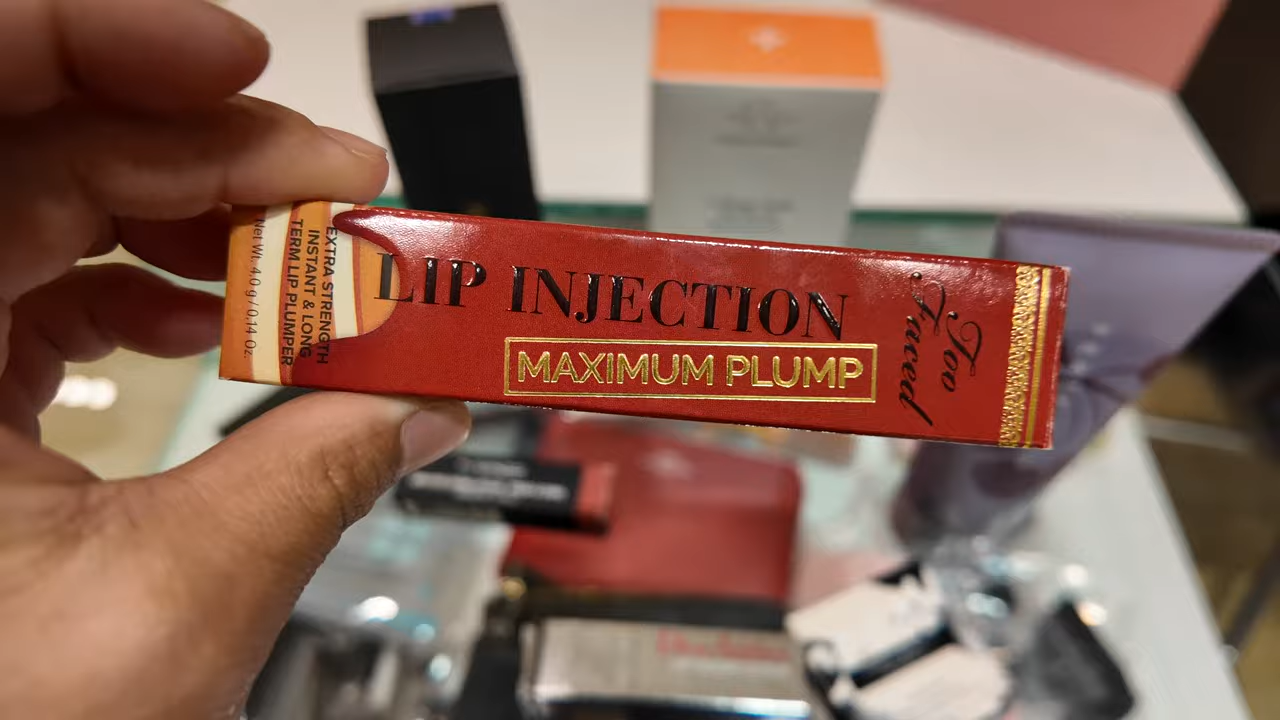 LIP INJECTION
MAXIMUM PLUMP
Too
Faced
EXTRA STRENGTH
INSTANT & LONG
TERM LIP PLUMPER
Net Wt. 4.0 g / 0.14 Oz.